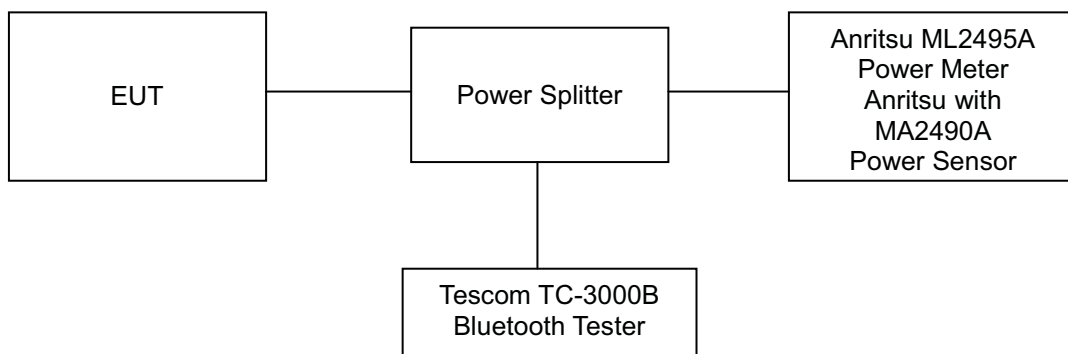 EUT
Power Splitter
Anritsu ML2495A
Power Meter
Anritsu with
MA2490A
Power Sensor
Tescom TC-3000B
Bluetooth Tester